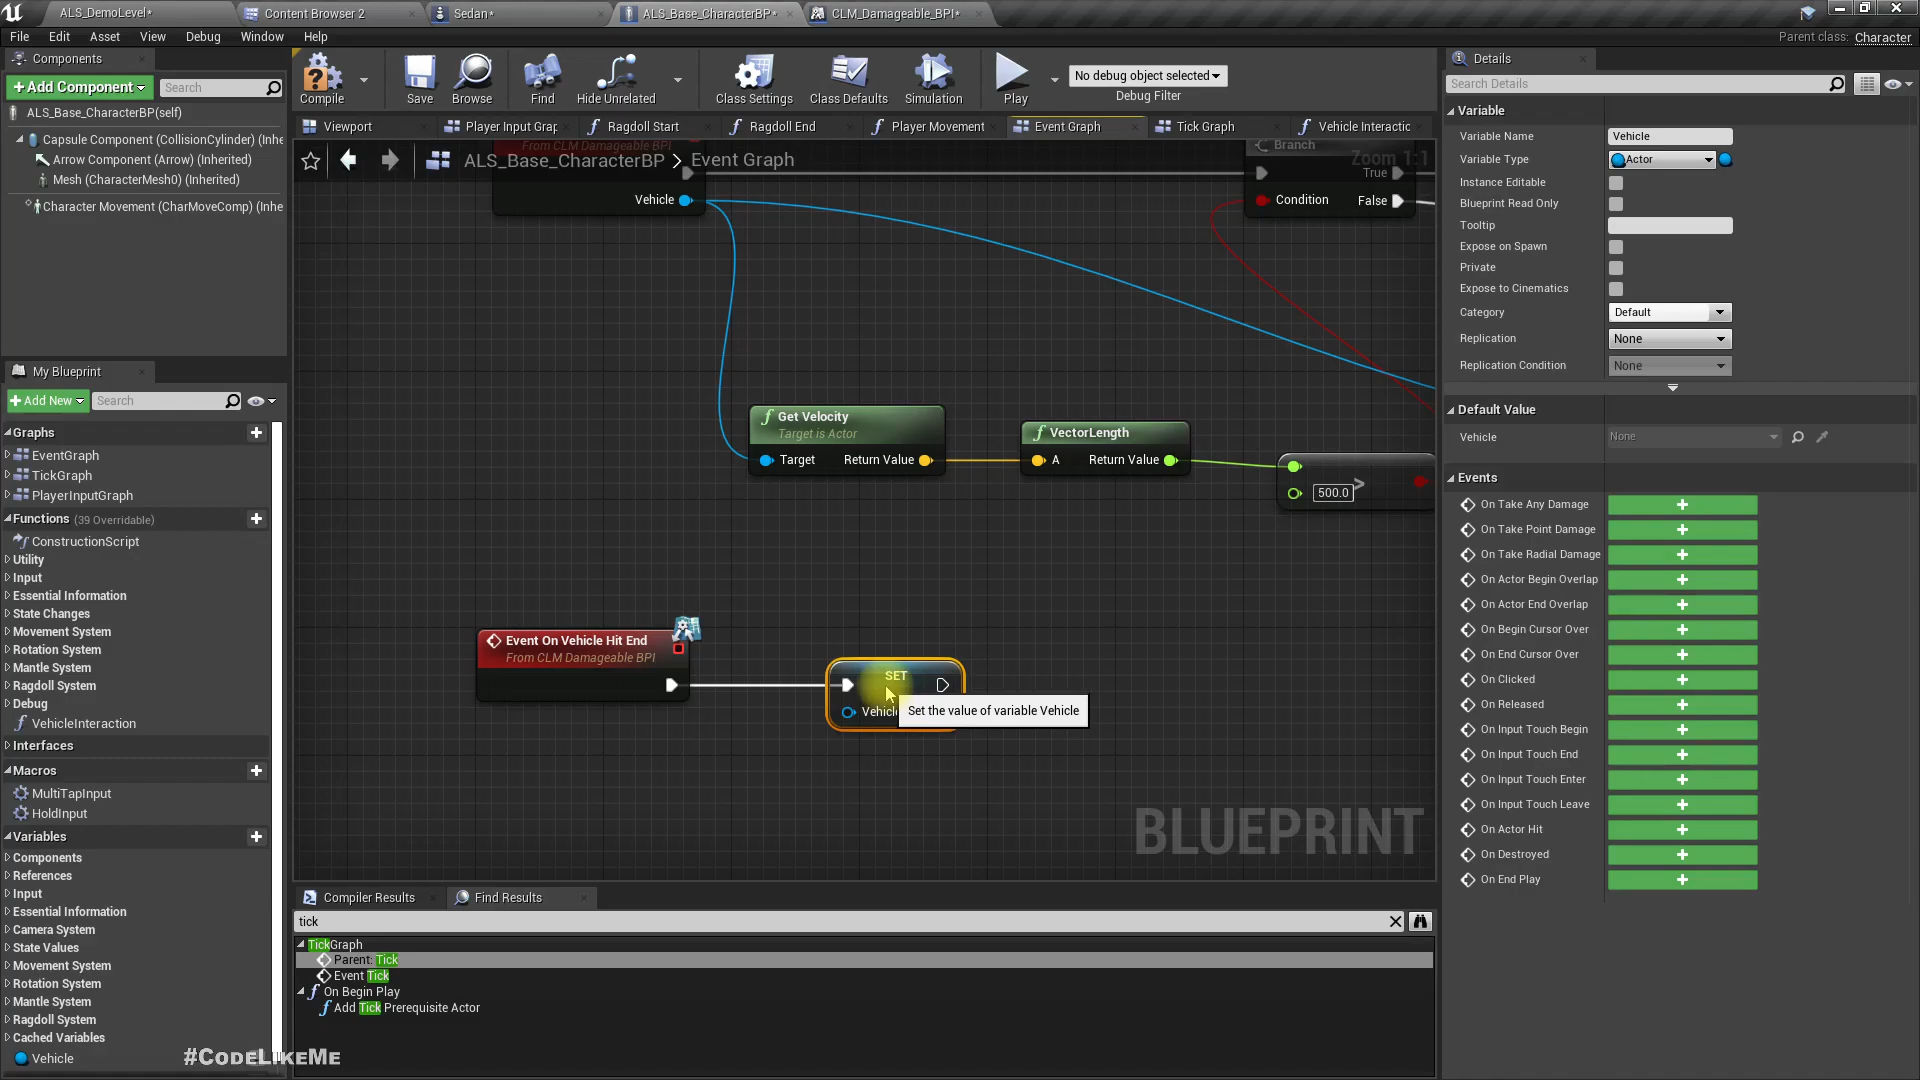 ALS_DemoLevel*
Content Browser 2
Sedan*
ALS_Base_CharacterBP*
CLM_Damageable_BPI*
File
Edit
Asset
View
Debug
Window
Help
Parent class: Character
Components
+Add Component
Search
ALS_Base_CharacterBP(self)
Capsule Component (CollisionCylinder) (Inhe
Arrow Component (Arrow) (Inherited)
Mesh (CharacterMesh0) (Inherited)
Character Movement (CharMoveComp) (Inhe
Compile
Save
Browse
Find
Hide Unrelated
Class Settings
Class Defaults
Simulation
Play
No debug object selected
Debug Filter
Viewport
Player Input Grap
Ragdoll Start
Ragdoll End
Player Movement
Event Graph
Tick Graph
Vehicle Interactic
ALS_Base_CharacterBP > Event Graph
Zoom 1:1
From CLM Damageable BPI
Vehicle
Branch
True
Condition
False
Get Velocity
Target is Actor
Target
Return Value
VectorLength
A
Return Value
500.0
>
Event On Vehicle Hit End
From CLM Damageable BPI
SET
Vehicle
Set the value of variable Vehicle
BLUEPRINT
My Blueprint
+Add New
Search
Graphs
EventGraph
TickGraph
PlayerInputGraph
Functions (39 Overridable)
ConstructionScript
Utility
Input
Essential Information
State Changes
Movement System
Rotation System
Mantle System
Ragdoll System
Debug
VehicleInteraction
Interfaces
Macros
MultiTapInput
HoldInput
Variables
Components
References
Input
Essential Information
Camera System
State Values
Movement System
Rotation System
Mantle System
Ragdoll System
Cached Variables
Vehicle
#CodeLikeMe
Compiler Results
Find Results
tick
TickGraph
Parent: Tick
Event Tick
On Begin Play
Add Tick Prerequisite Actor
Details
Search Details
Variable
Variable Name
Vehicle
Variable Type
Actor
Instance Editable
Blueprint Read Only
Tooltip
Expose on Spawn
Private
Expose to Cinematics
Category
Default
Replication
None
Replication Condition
None
Default Value
Vehicle
None
Events
On Take Any Damage
On Take Point Damage
On Take Radial Damage
On Actor Begin Overlap
On Actor End Overlap
On Begin Cursor Over
On End Cursor Over
On Clicked
On Released
On Input Touch Begin
On Input Touch End
On Input Touch Enter
On Input Touch Leave
On Actor Hit
On Destroyed
On End Play